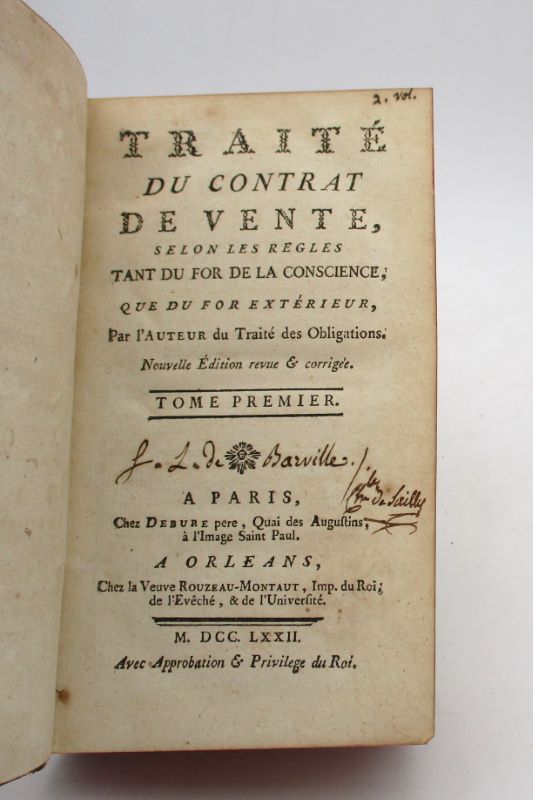 2. vol.
TRAITÉ
DU CONTRAT
DE VENTE,
SELON LES REGLES
TANT DU FOR DE LA CONSCIENCE,
QUE DU FOR EXTÉRIEUR,
Par l'AUTEUR du Traité des Obligations.
Nouvelle Édition revue & corrigée.
TOME PREMIER.
L. de Barville.
de Sailly
A PARIS,
Chez DEBURE pere, Quai des Augustins,
à l'Image Saint Paul.
A ORLEANS,
Chez la Veuve ROUZEAU-MONTAUT, Imp. du Roi,
de l'Evêché, & de l'Université.
M. DCC. LXXII.
Avec Approbation & Privilege du Roi.